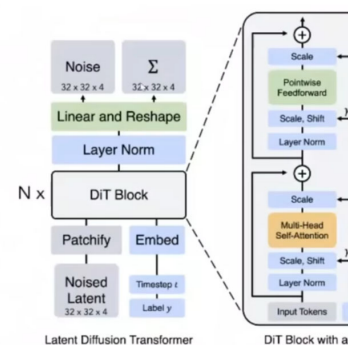 Noise
32 x 32 x 4
Σ
32 x 32 x 4
Linear and Reshape
Layer Norm
N x
DiT Block
Patchify
Embed
Noised
Latent
32 x 32 x 4
Timestep t
Label y
Latent Diffusion Transformer
Scale
Pointwise
Feedforward
Scale, Shift
Layer Norm
Scale
Multi-Head
Self-Attention
Scale, Shift
Layer Norm
Input Tokens
DiT Block with a